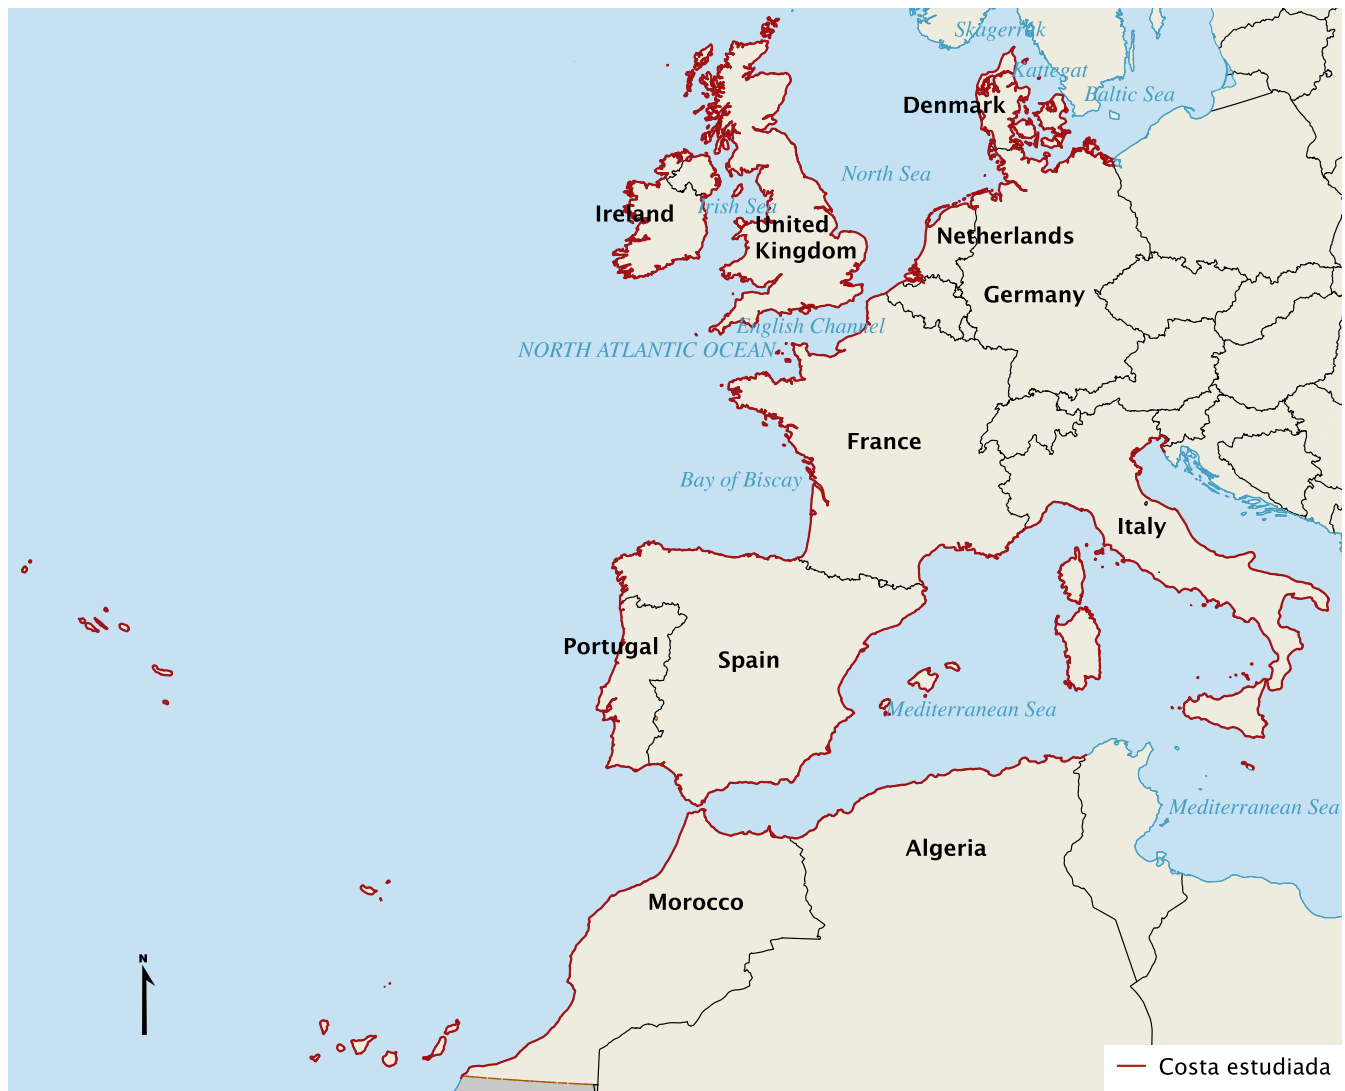 Skagerrak
Kattegat
Baltic Sea
Denmark
North Sea
Ireland
Irish Sea
United
Kingdom
Netherlands
Germany
English Channel
NORTH ATLANTIC OCEAN
France
Bay of Biscay
Italy
Portugal
Spain
Mediterranean Sea
Mediterranean Sea
Algeria
Morocco
N
Costa estudiada